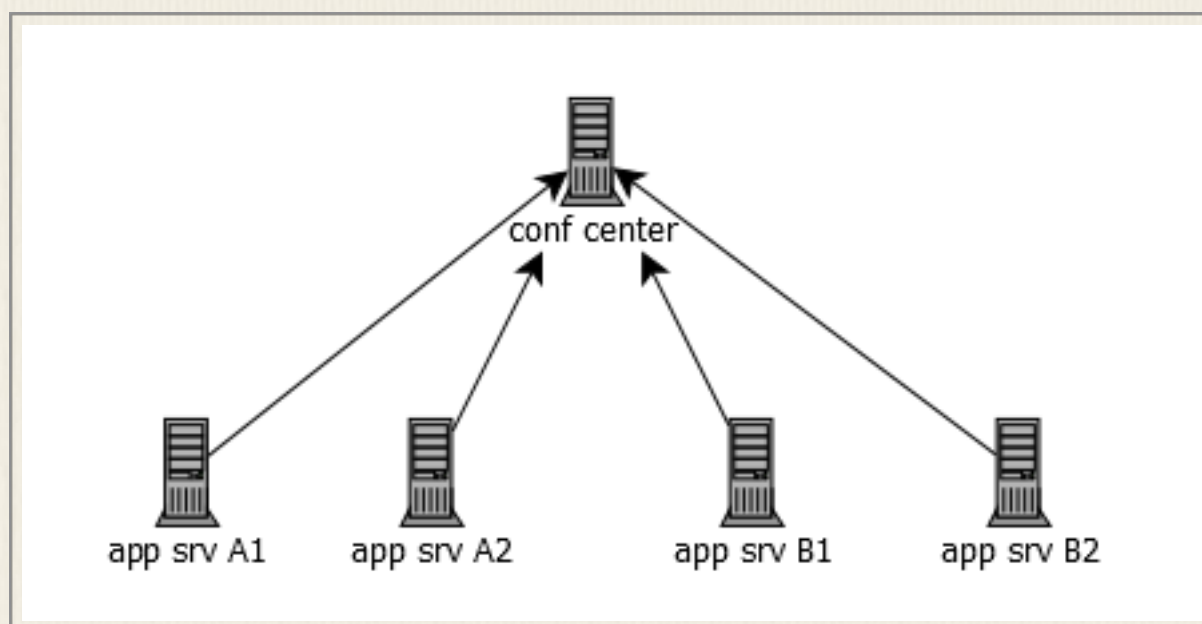 conf center
app srv A1
app srv A2
app srv B1
app srv B2